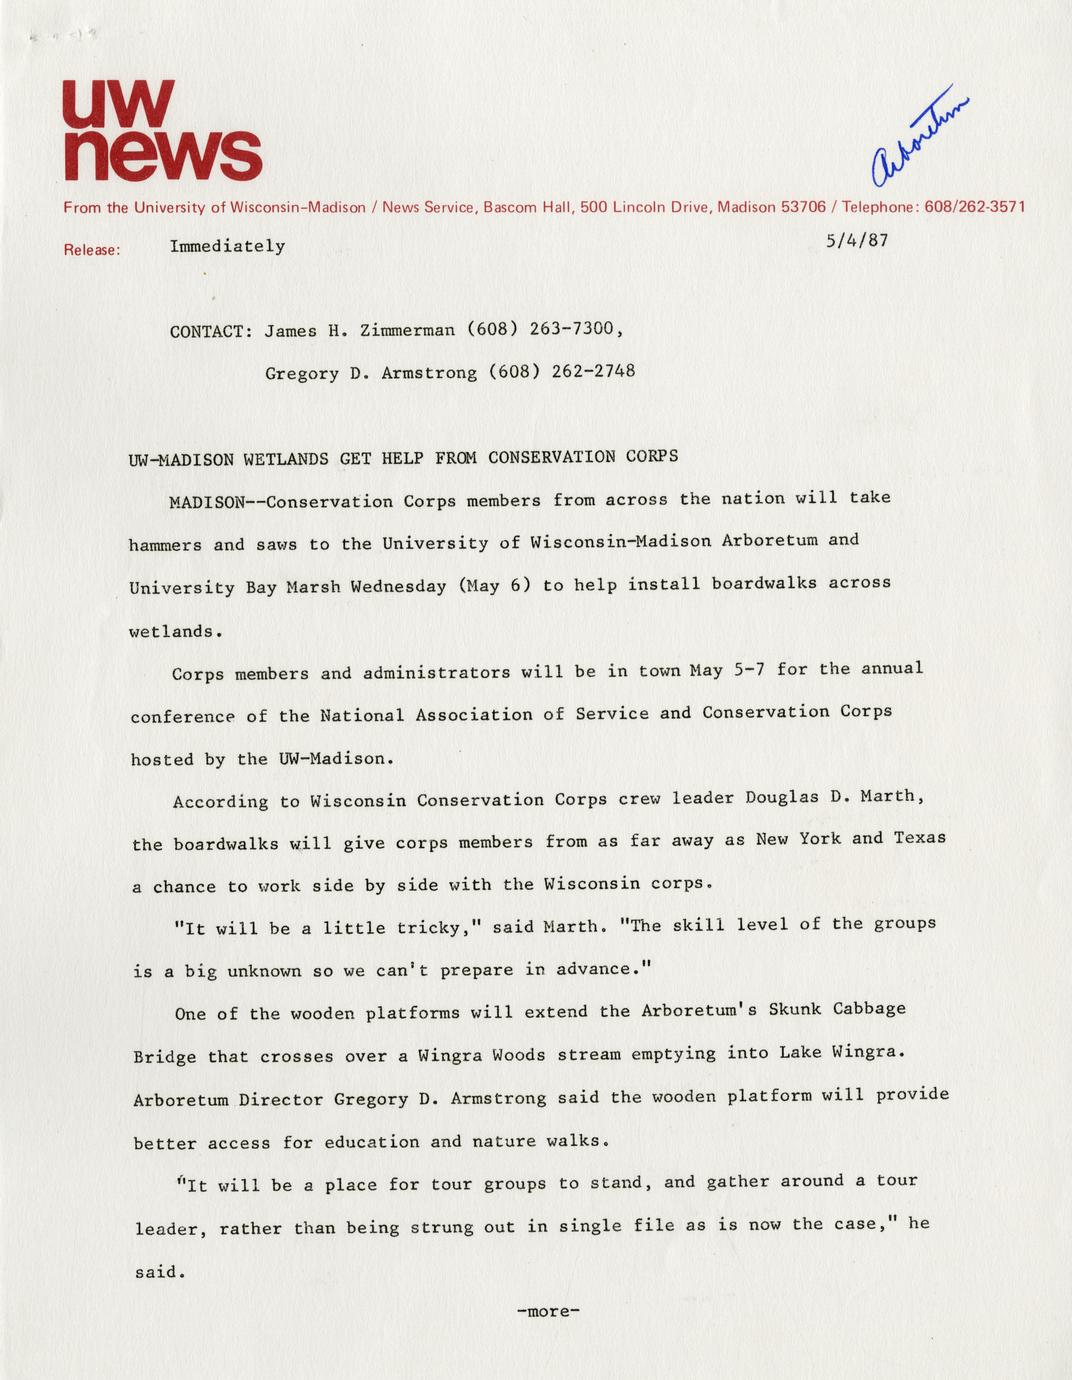 uw
news
Arboretum
From the University of Wisconsin-Madison / News Service, Bascom Hall, 500 Lincoln Drive, Madison 53706 / Telephone: 608/262-3571
Release: Immediately 5/4/87
CONTACT: James H. Zimmerman (608) 263-7300,
Gregory D. Armstrong (608) 262-2748
UW-MADISON WETLANDS GET HELP FROM CONSERVATION CORPS
MADISON--Conservation Corps members from across the nation will take
hammers and saws to the University of Wisconsin-Madison Arboretum and
University Bay Marsh Wednesday (May 6) to help install boardwalks across
wetlands.
Corps members and administrators will be in town May 5-7 for the annual
conference of the National Association of Service and Conservation Corps
hosted by the UW-Madison.
According to Wisconsin Conservation Corps crew leader Douglas D. Marth,
the boardwalks will give corps members from as far away as New York and Texas
a chance to work side by side with the Wisconsin corps.
"It will be a little tricky," said Marth. "The skill level of the groups
is a big unknown so we can't prepare in advance."
One of the wooden platforms will extend the Arboretum's Skunk Cabbage
Bridge that crosses over a Wingra Woods stream emptying into Lake Wingra.
Arboretum Director Gregory D. Armstrong said the wooden platform will provide
better access for education and nature walks.
"It will be a place for tour groups to stand, and gather around a tour
leader, rather than being strung out in single file as is now the case," he
said.
-more-